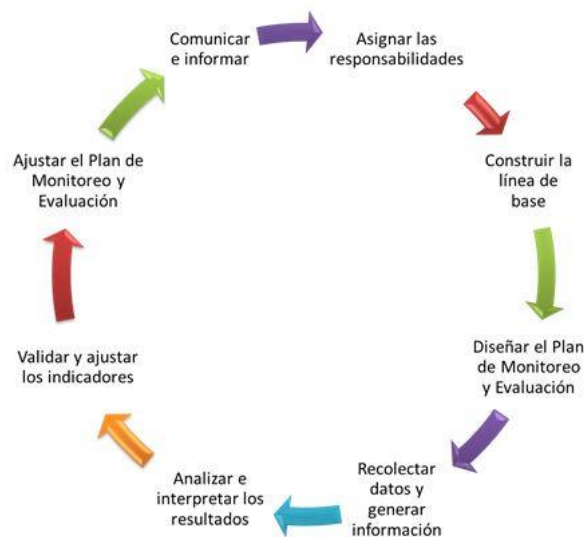 Comunicar
e informar
Asignar las
responsabilidades
Construir la
línea de
base
Diseñar el Plan
de Monitoreo
y Evaluación
Recolectar
datos y
generar
información
Analizar e
interpretar los
resultados
Validar y ajustar
los indicadores
Ajustar el Plan de
Monitoreo y
Evaluación